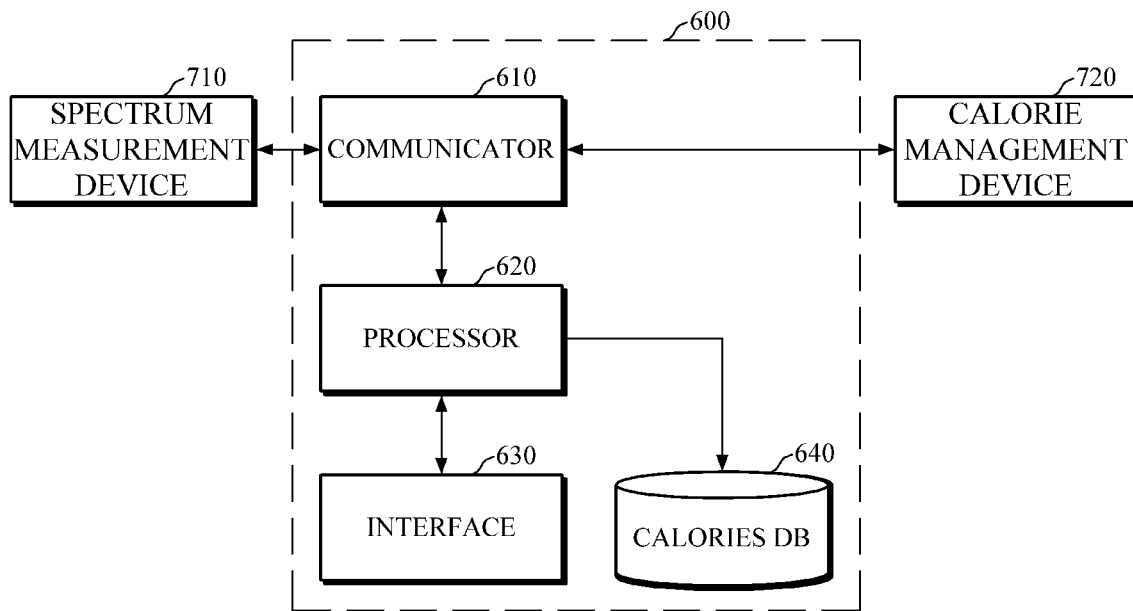 600
710
610
720
SPECTRUM
MEASUREMENT
DEVICE
COMMUNICATOR
CALORIE
MANAGEMENT
DEVICE
620
PROCESSOR
630
640
INTERFACE
CALORIES DB